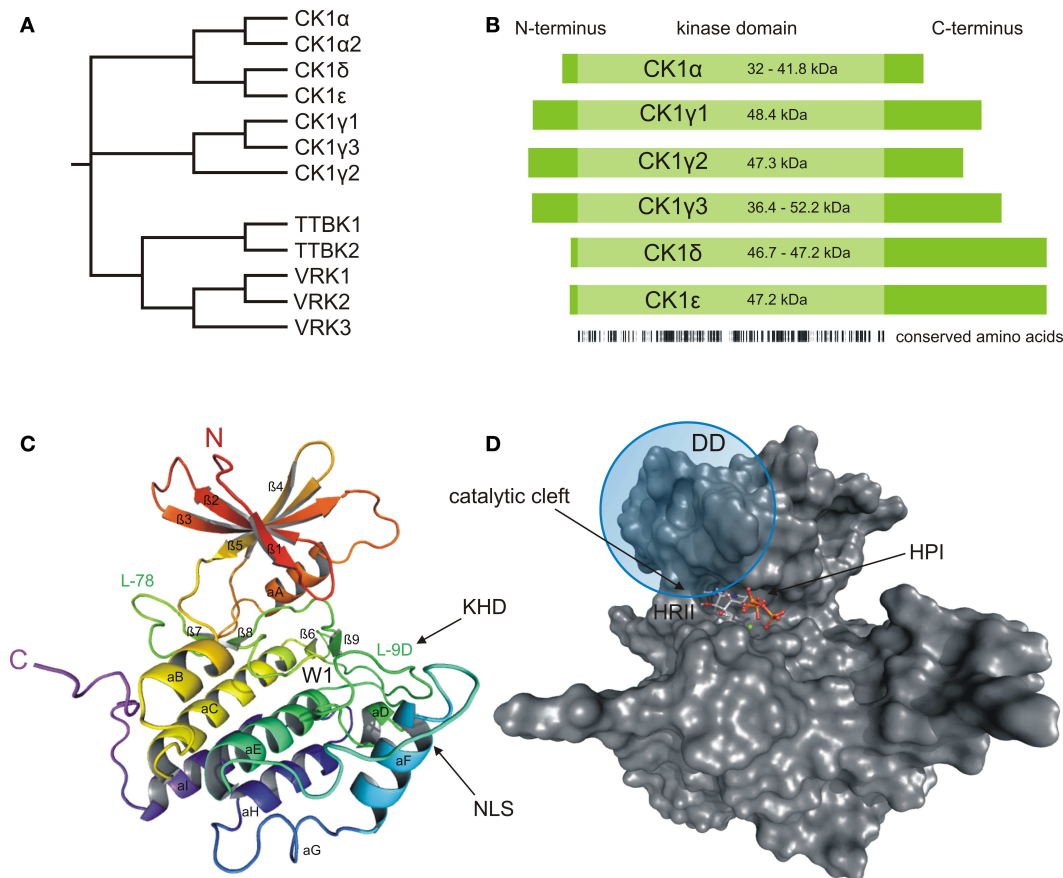 A
CK1α
CK1α2
CK1δ
CK1ε
CK1γ1
CK1γ3
CK1γ2
TTBK1
TTBK2
VRK1
VRK2
VRK3
B
N-terminus kinase domain C-terminus
CK1α 32 - 41.8 kDa
CK1γ1 48.4 kDa
CK1γ2 47.3 kDa
CK1γ3 36.4 - 52.2 kDa
CK1δ 46.7 - 47.2 kDa
CK1ε 47.2 kDa
conserved amino acids
C
N
ß4
ß2
ß3
ß5
ß1
L-78
aA
KHD
ß7
ß8
ß6
ß9
L-9D
W1
C
aB
aC
aD
aE
aF
aI
aH
NLS
aG
D
DD
catalytic cleft
HPI
HRII